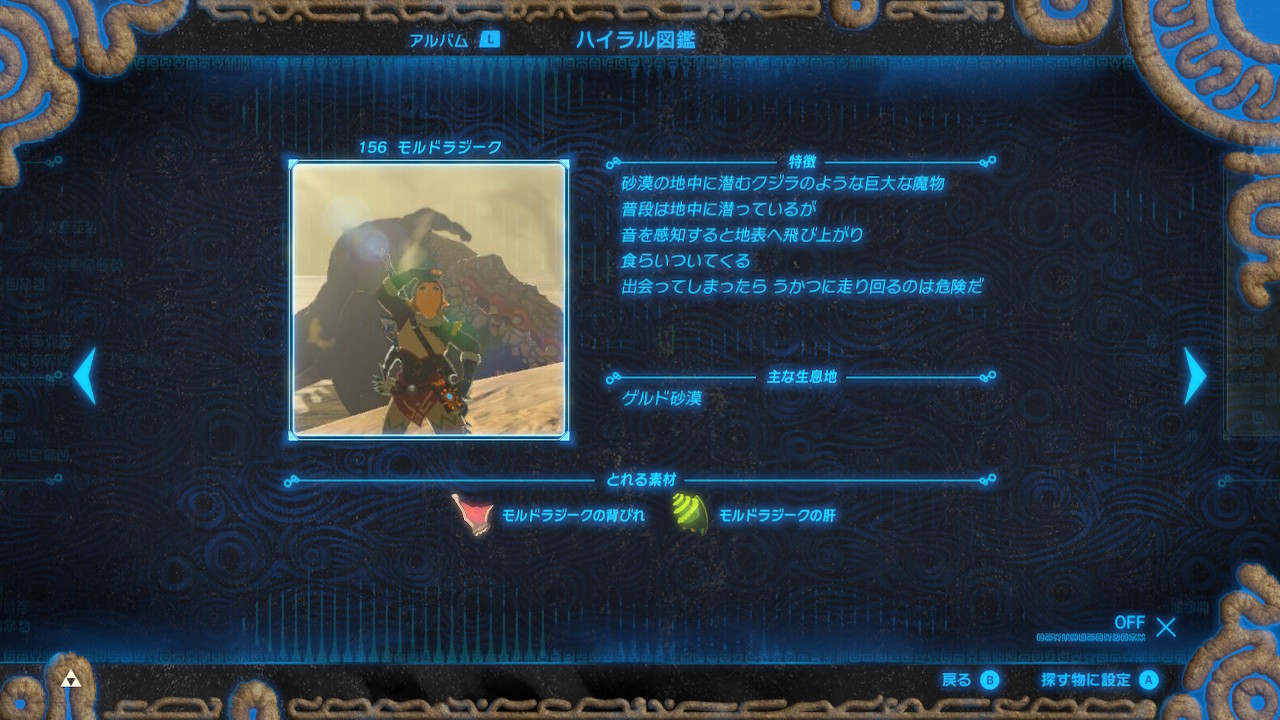 アルバム L
ハイラル図鑑
156 モルドラジーク
特徴
砂漠の地中に潜むクジラのような巨大な魔物
普段は地中に潜っているが
音を感知すると地表へ飛び上がり
食らいついてくる
出会ってしまったら うかつに走り回るのは危険だ
主な生息地
ゲルド砂漠
とれる素材
モルドラジークの背びれ
モルドラジークの肝
OFF
戻る B
探す物に設定 A